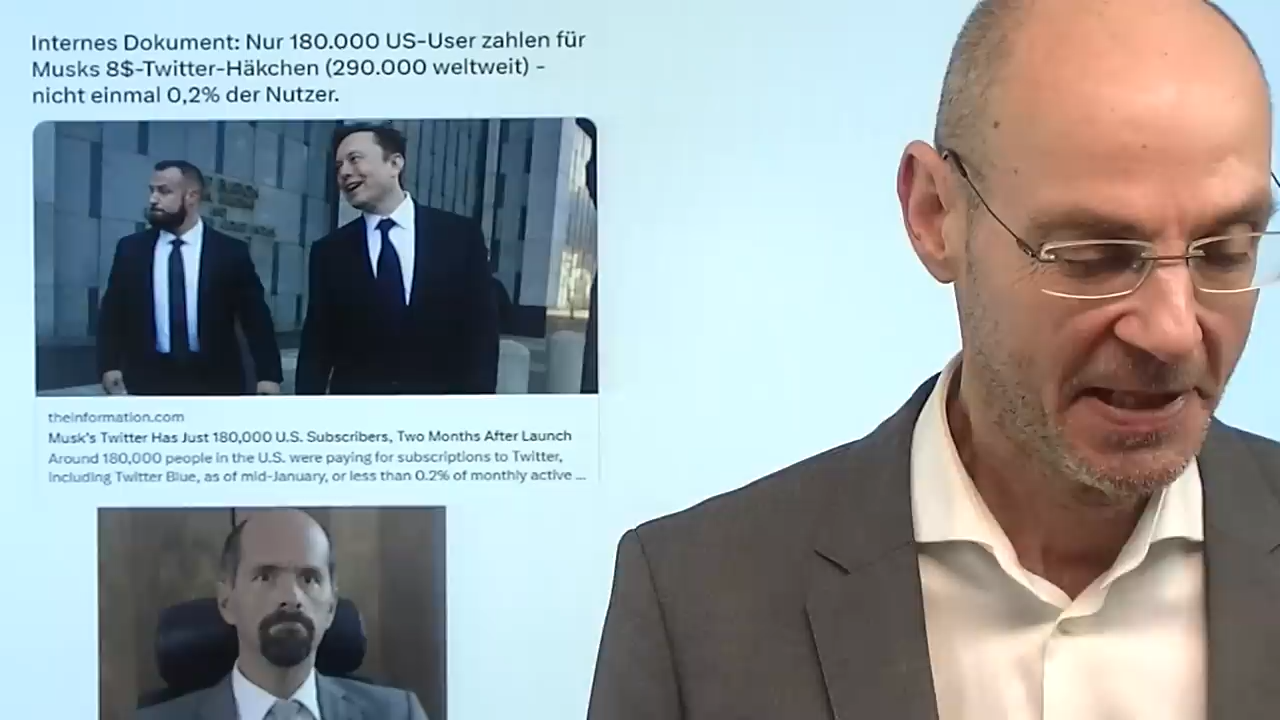 Internes Dokument: Nur 180.000 US-User zahlen für
Musks 8$-Twitter-Häkchen (290.000 weltweit) -
nicht einmal 0,2% der Nutzer.
theinformation.com
Musk's Twitter Has Just 180,000 U.S. Subscribers, Two Months After Launch
Around 180,000 people in the U.S. were paying for subscriptions to Twitter,
including Twitter Blue, as of mid-January, or less than 0.2% of monthly active ...